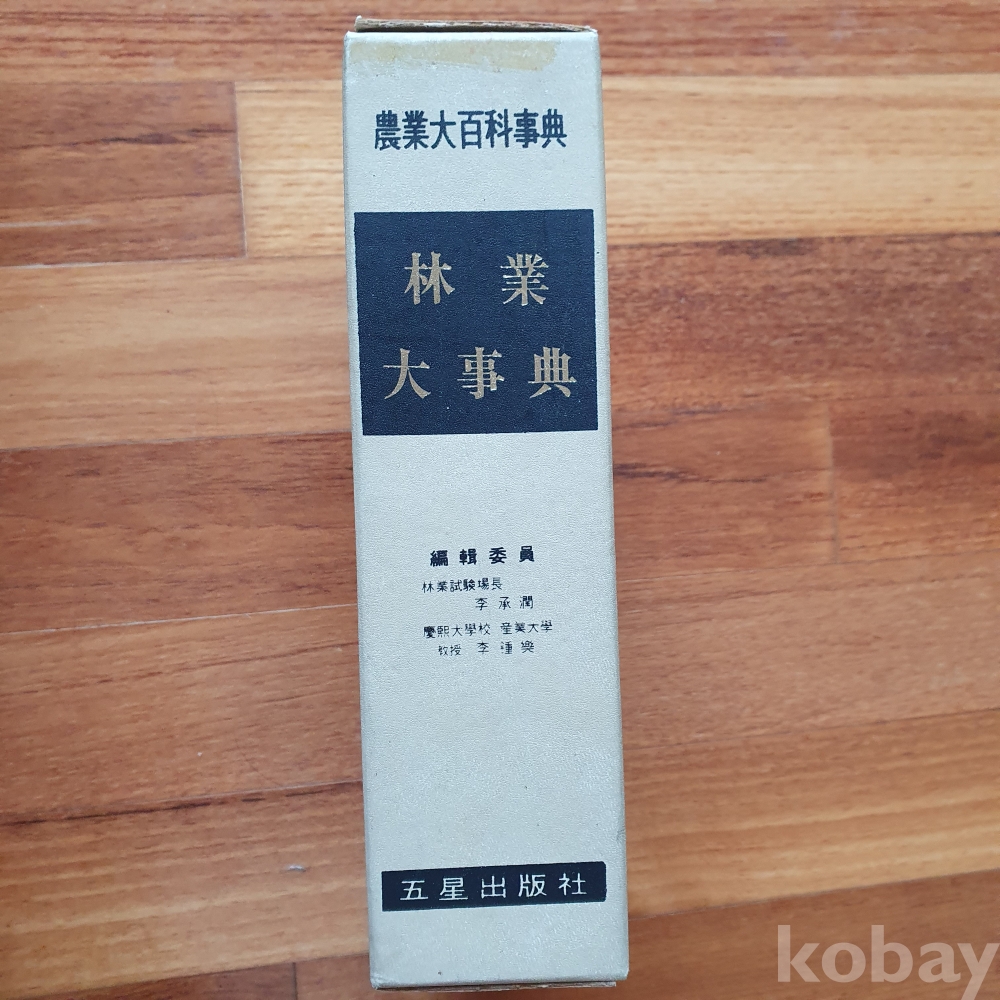 農業大百科事典
林業
大事典
編輯委員
林業試験場長
李承潤
慶熙大學校 産業大學
教授 李種樂
五星出版社
kobay